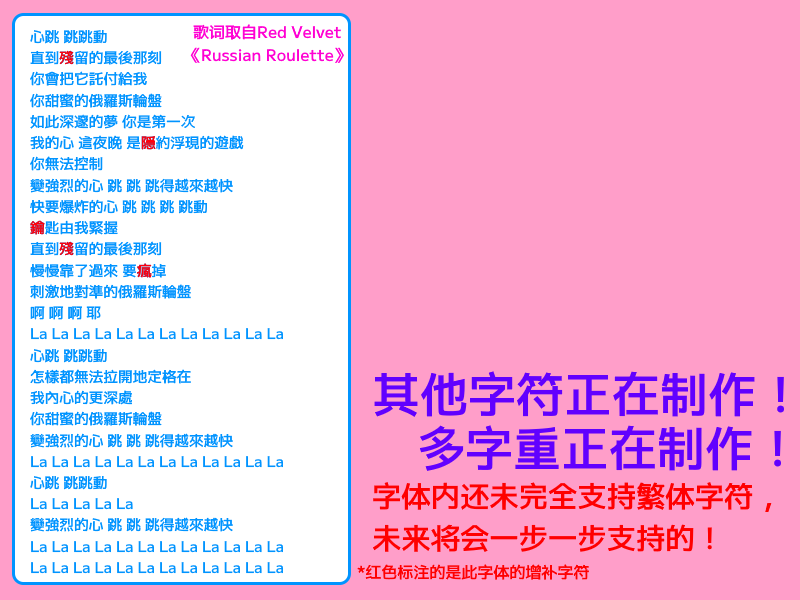 歌词取自Red Velvet
《Russian Roulette》
心跳 跳跳動
直到殘留的最後那刻
你會把它託付給我
你甜蜜的俄羅斯輪盤
如此深邃的夢 你是第一次
我的心 這夜晚 是隱約浮現的遊戲
你無法控制
變強烈的心 跳 跳 跳得越來越快
快要爆炸的心 跳 跳 跳 跳動
鑰匙由我緊握
直到殘留的最後那刻
慢慢靠了過來 要瘋掉
刺激地對準的俄羅斯輪盤
啊 啊 啊 耶
La La La La La La La La La La La La
心跳 跳跳動
怎樣都無法拉開地定格在
我內心的更深處
你甜蜜的俄羅斯輪盤
變強烈的心 跳 跳 跳得越來越快
La La La La La La La La La La La La
心跳 跳跳動
La La La La La
變強烈的心 跳 跳 跳得越來越快
La La La La La La La La La La La La
La La La La La La La La La La La La
其他字符正在制作！
多字重正在制作！
字体内还未完全支持繁体字符，
未来将会一步一步支持的！
*红色标注的是此字体的增补字符